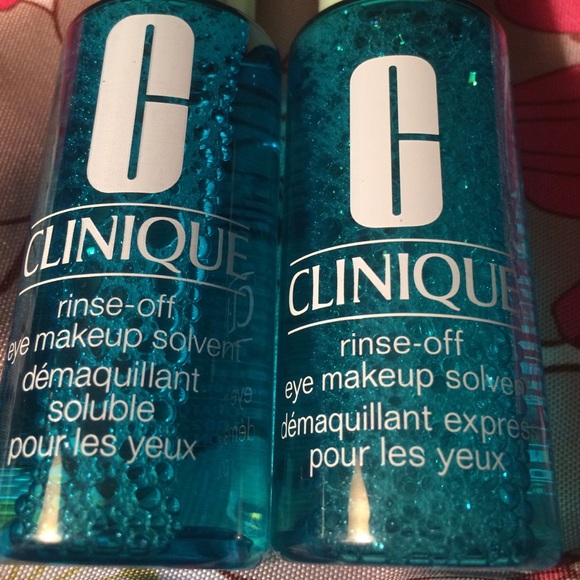 C
CLINIQUE
rinse-off
eye makeup solvent
démaquillant
soluble
pour les yeux
C
CLINIQUE
rinse-off
eye makeup solven
démaquillant expres
pour les yeux